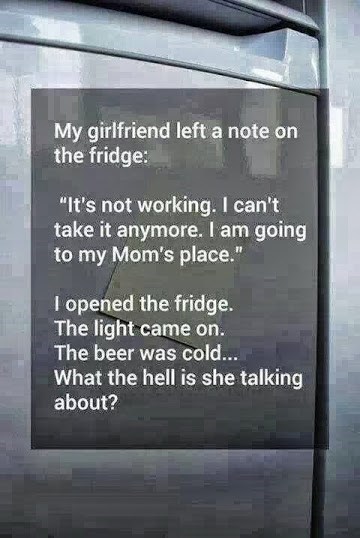 My girlfriend left a note on
the fridge:
“It's not working. I can't
take it anymore. I am going
to my Mom's place."
I opened the fridge.
The light came on.
The beer was cold...
What the hell is she talking
about?